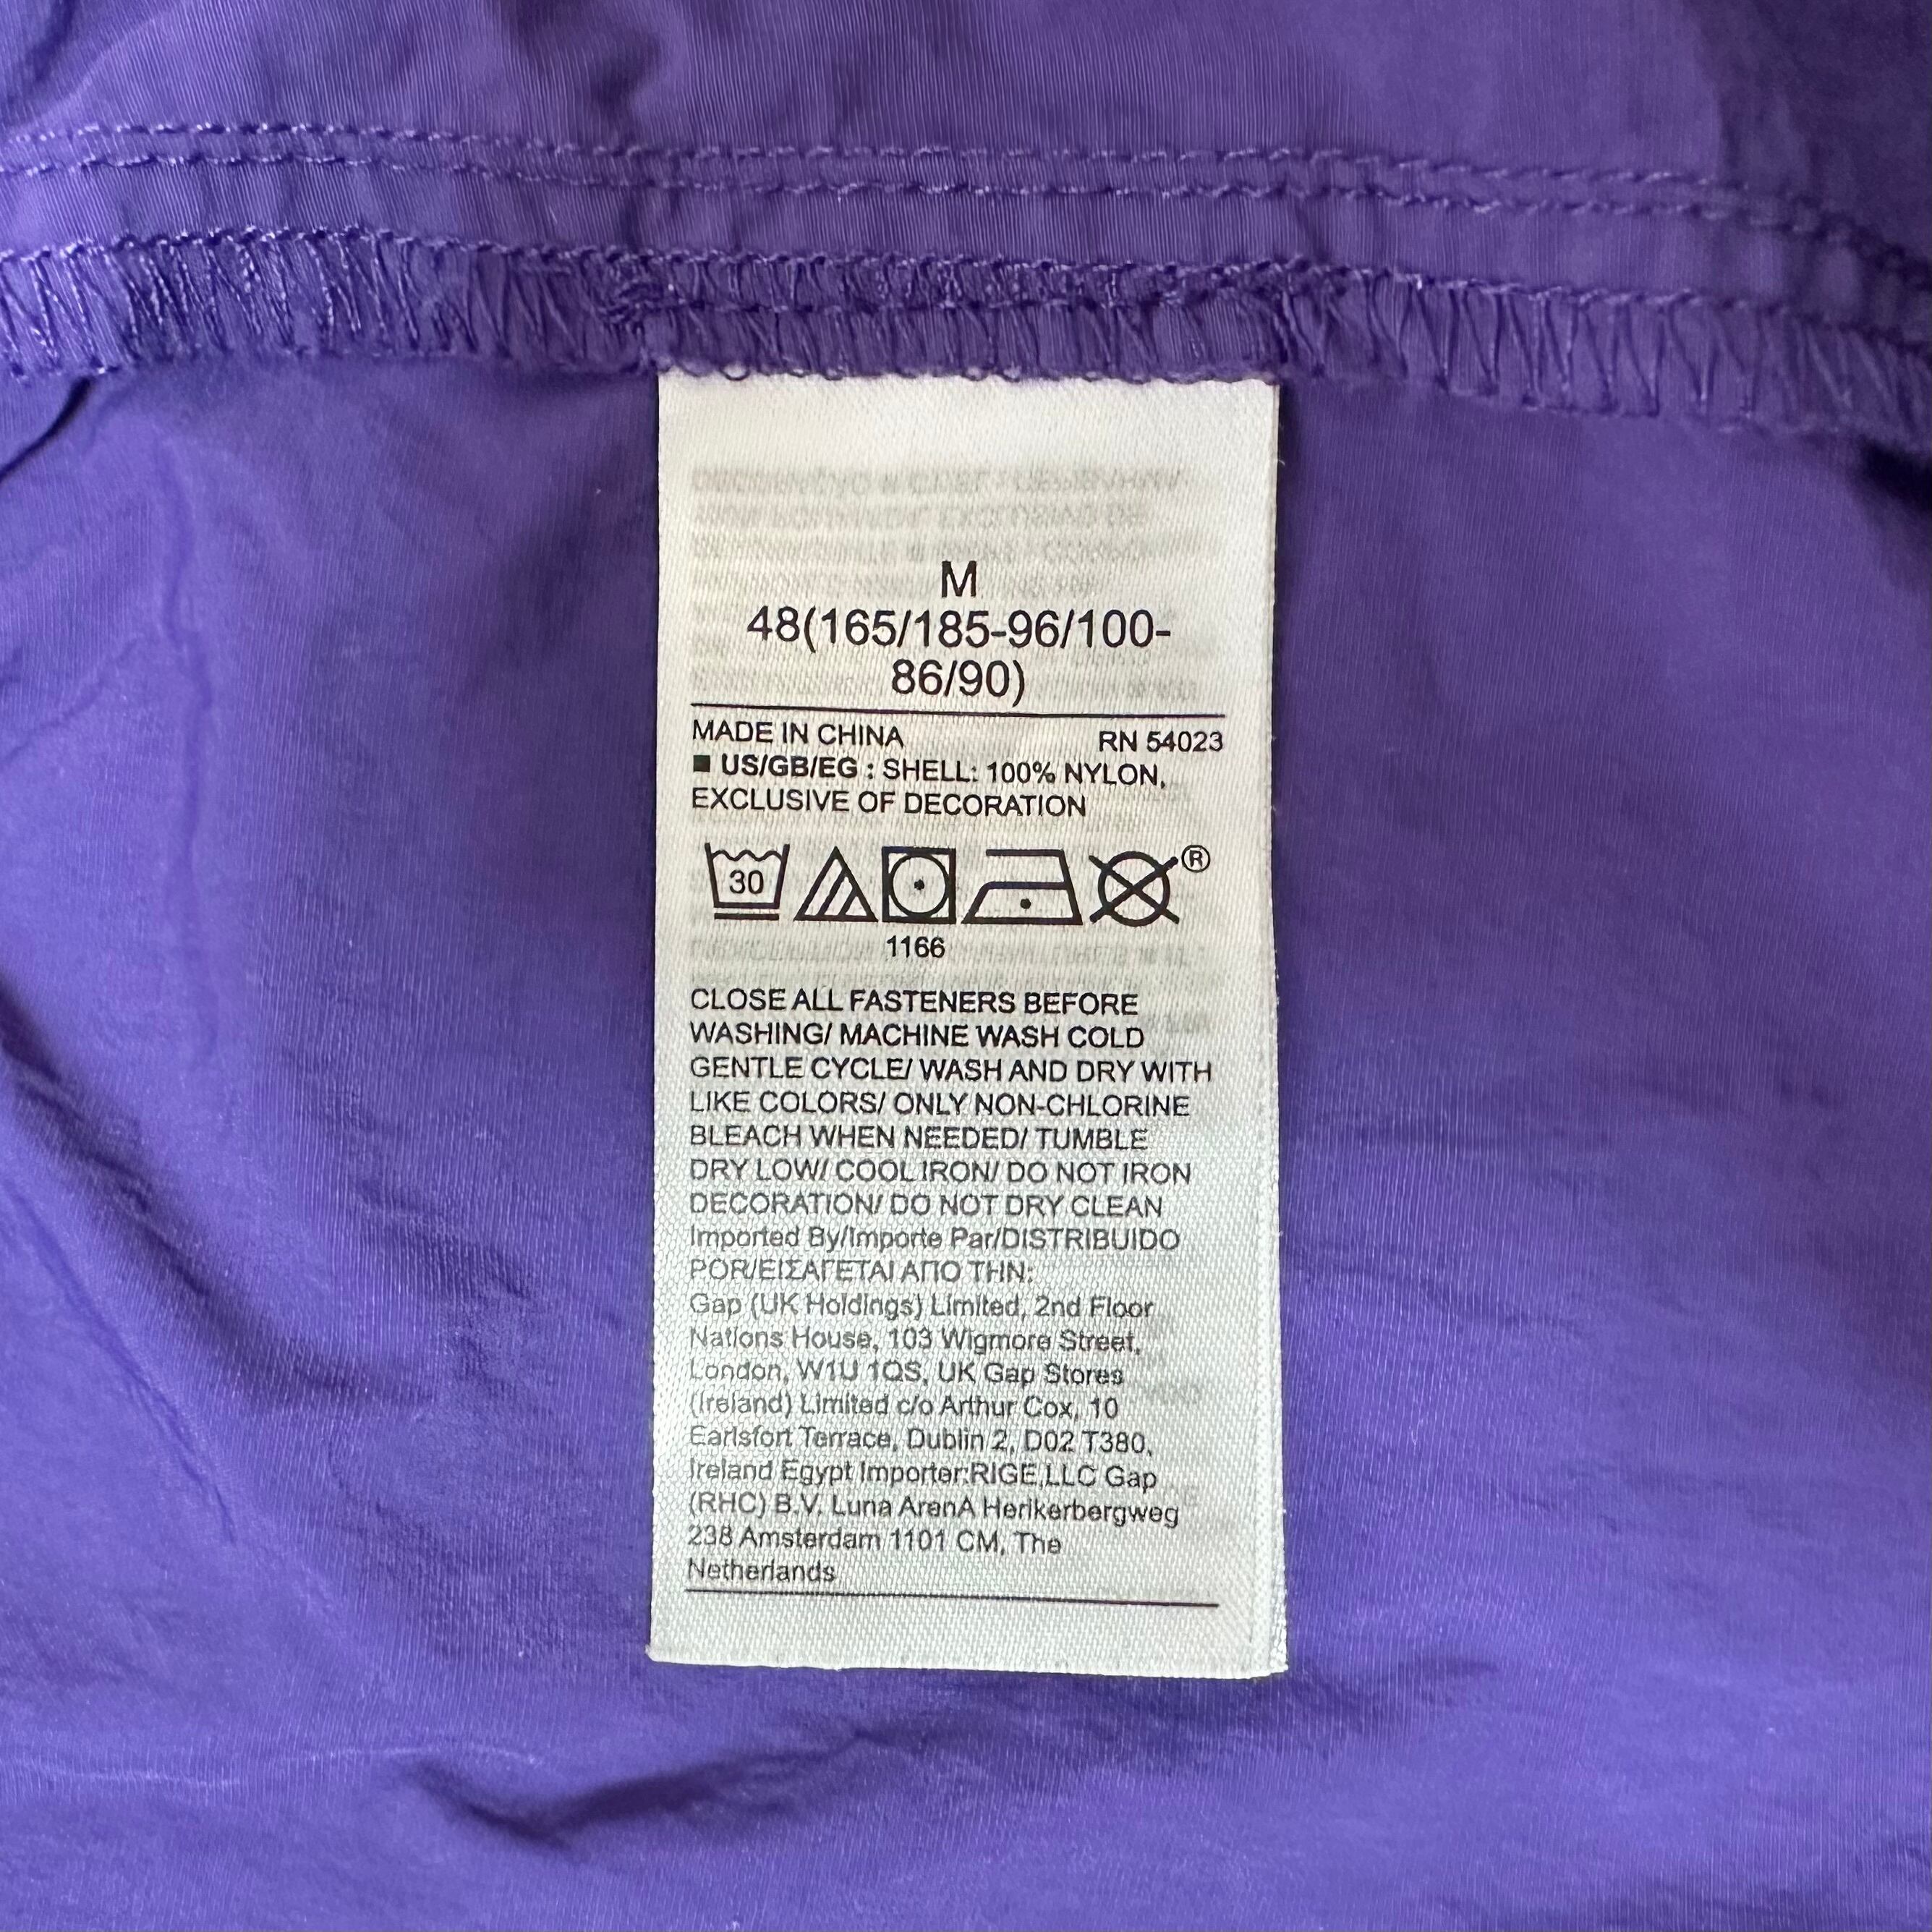 M
48(165/185-96/100-
86/90)
MADE IN CHINA RN 54023
■ US/GB/EG : SHELL: 100% NYLON,
EXCLUSIVE OF DECORATION
30 ®
1166
CLOSE ALL FASTENERS BEFORE
WASHING/ MACHINE WASH COLD
GENTLE CYCLE/ WASH AND DRY WITH
LIKE COLORS/ ONLY NON-CHLORINE
BLEACH WHEN NEEDED/ TUMBLE
DRY LOW/ COOL IRON/ DO NOT IRON
DECORATION/ DO NOT DRY CLEAN
Imported By/Importe Par/DISTRIBUIDO
POR/ΕΙΣΑΓΕΤΑΙ ΑΠΟ ΤΗΝ:
Gap (UK Holdings) Limited, 2nd Floor
Nations House, 103 Wigmore Street,
London, W1U 1QS, UK Gap Stores
(Ireland) Limited c/o Arthur Cox, 10
Earlsfort Terrace, Dublin 2, D02 T380,
Ireland Egypt Importer:RIGE,LLC Gap
(RHC) B.V. Luna ArenA Herikerbergweg
238 Amsterdam 1101 CM, The
Netherlands